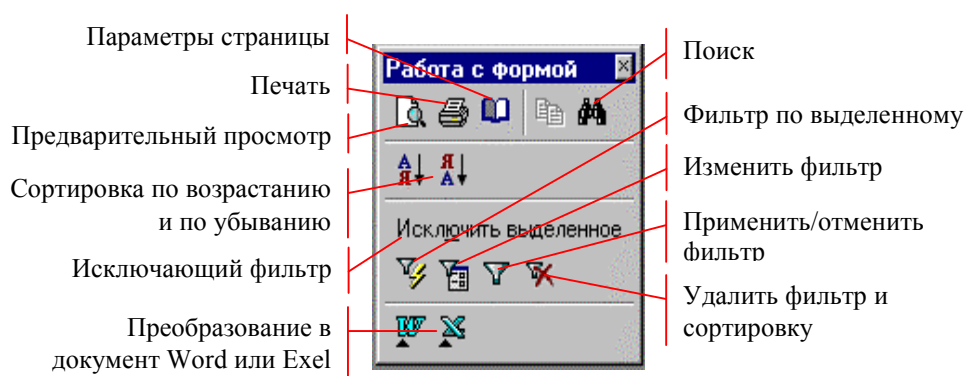 Параметры страницы
Печать
Предварительный просмотр
Сортировка по возрастанию
и по убыванию
Исключающий фильтр
Преобразование в
документ Word или Exel
Работа с формой
Исключить выделенное
Поиск
Фильтр по выделенному
Изменить фильтр
Применить/отменить
фильтр
Удалить фильтр и
сортировку